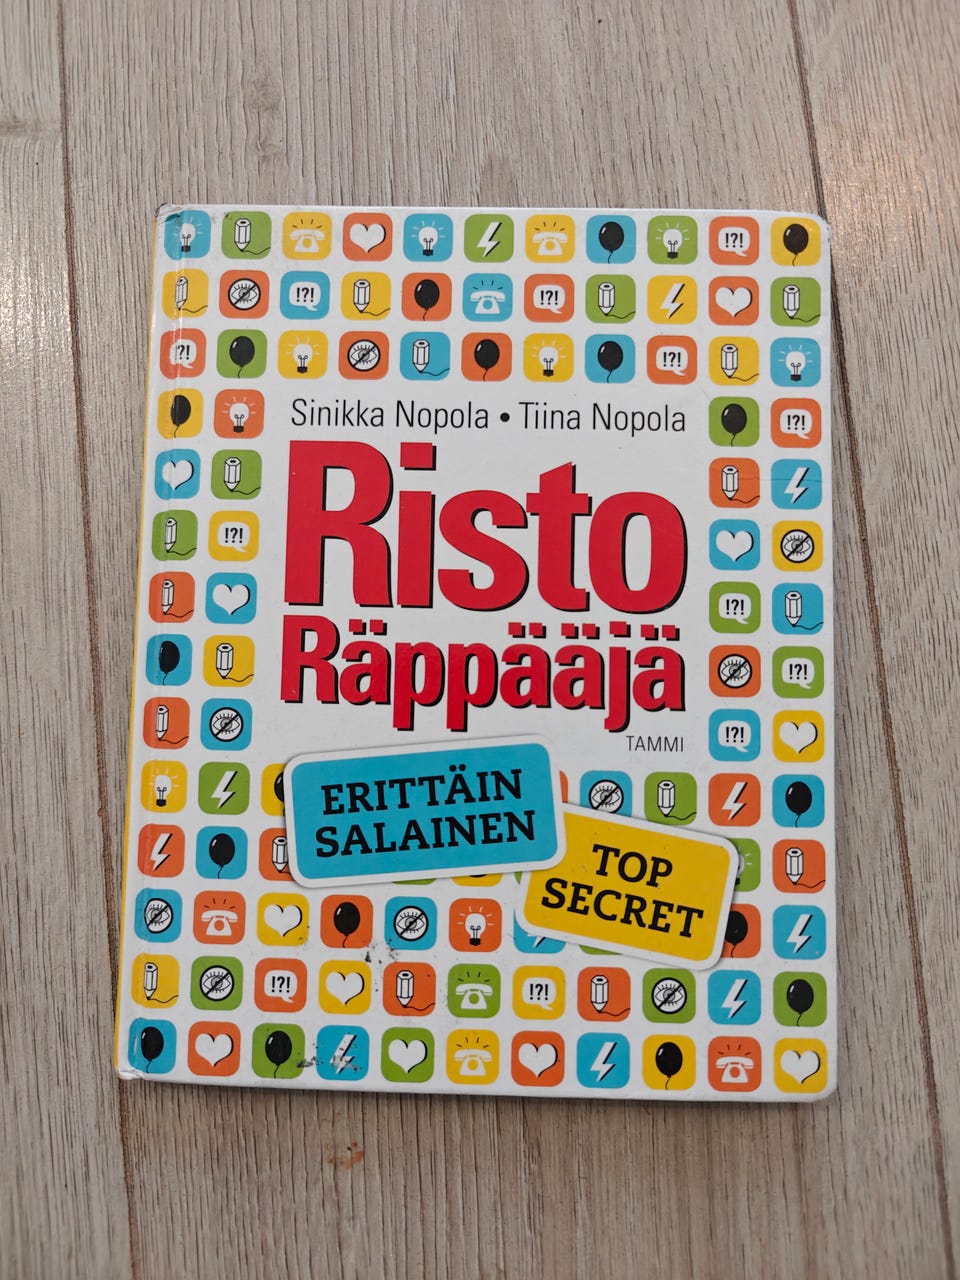 Sinikka Nopola • Tiina Nopola
Risto
Räppääjä
TAMMI
ERITTÄIN
SALAINEN
TOP
SECRET